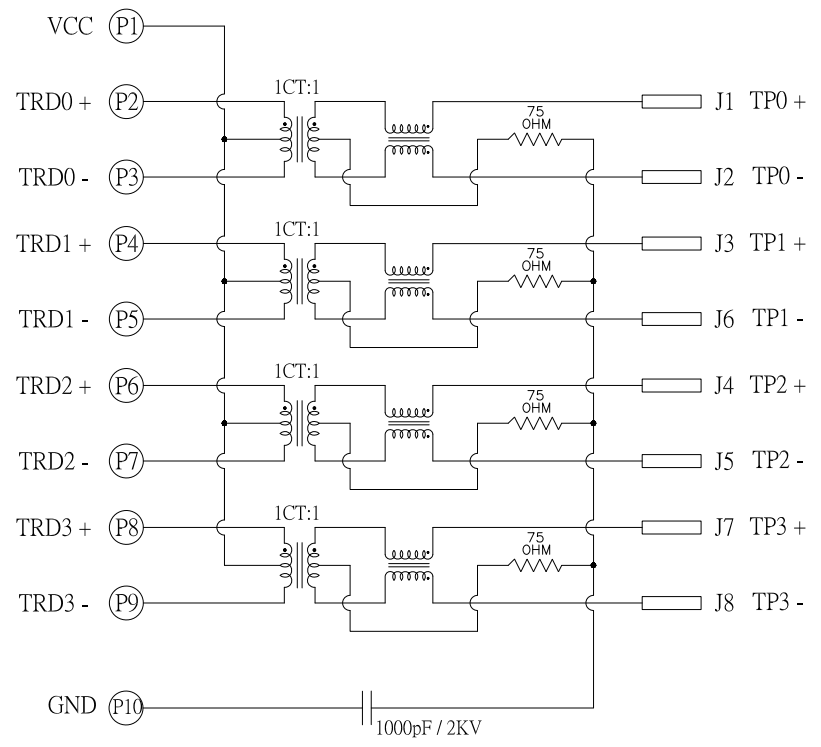 VCC P1
1CT:1
TRD0 + P2
75
OHM
J1 TP0 +
TRD0 - P3
J2 TP0 -
1CT:1
TRD1 + P4
75
OHM
J3 TP1 +
TRD1 - P5
J6 TP1 -
1CT:1
TRD2 + P6
75
OHM
J4 TP2 +
TRD2 - P7
J5 TP2 -
1CT:1
TRD3 + P8
75
OHM
J7 TP3 +
TRD3 - P9
J8 TP3 -
GND P10
1000pF / 2KV